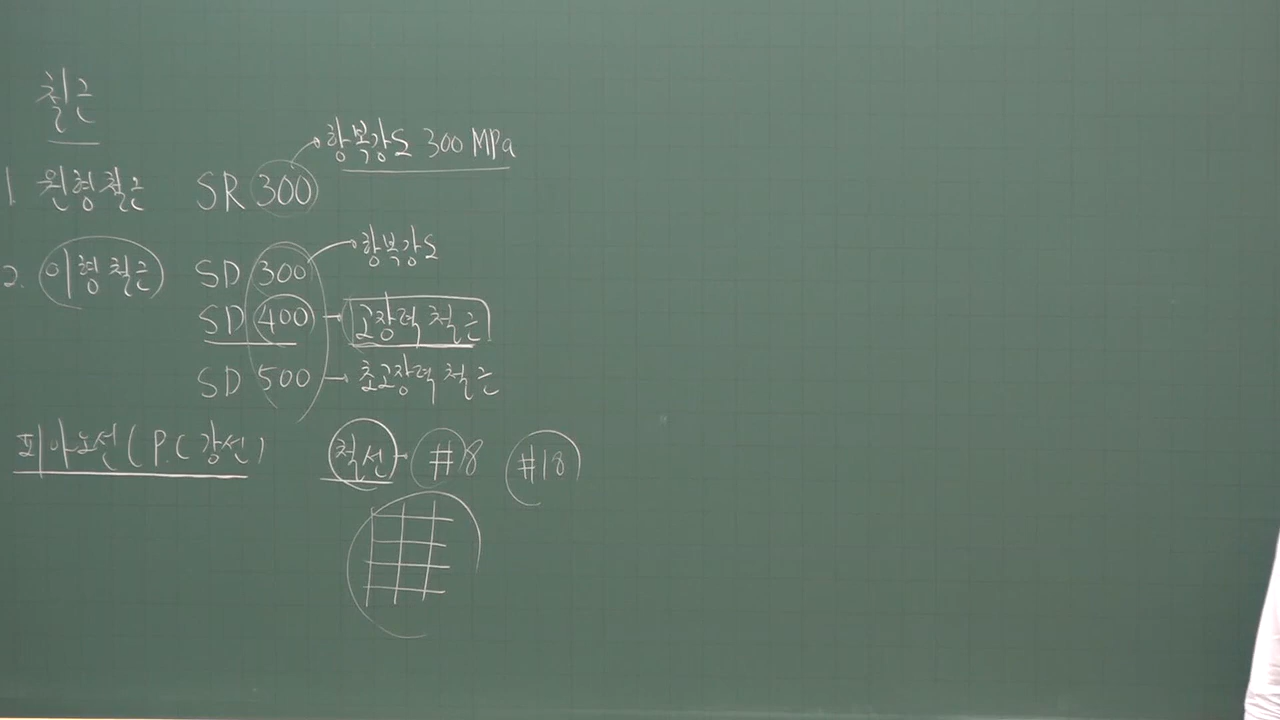 철근
항복강도 300 MPa
1. 원형철근 SR 300
항복강도
2. 이형철근 SD 300
SD 400 고장력철근
SD 500 초고장력철근
피아노선(P.C 강선) 철선 #8 #18